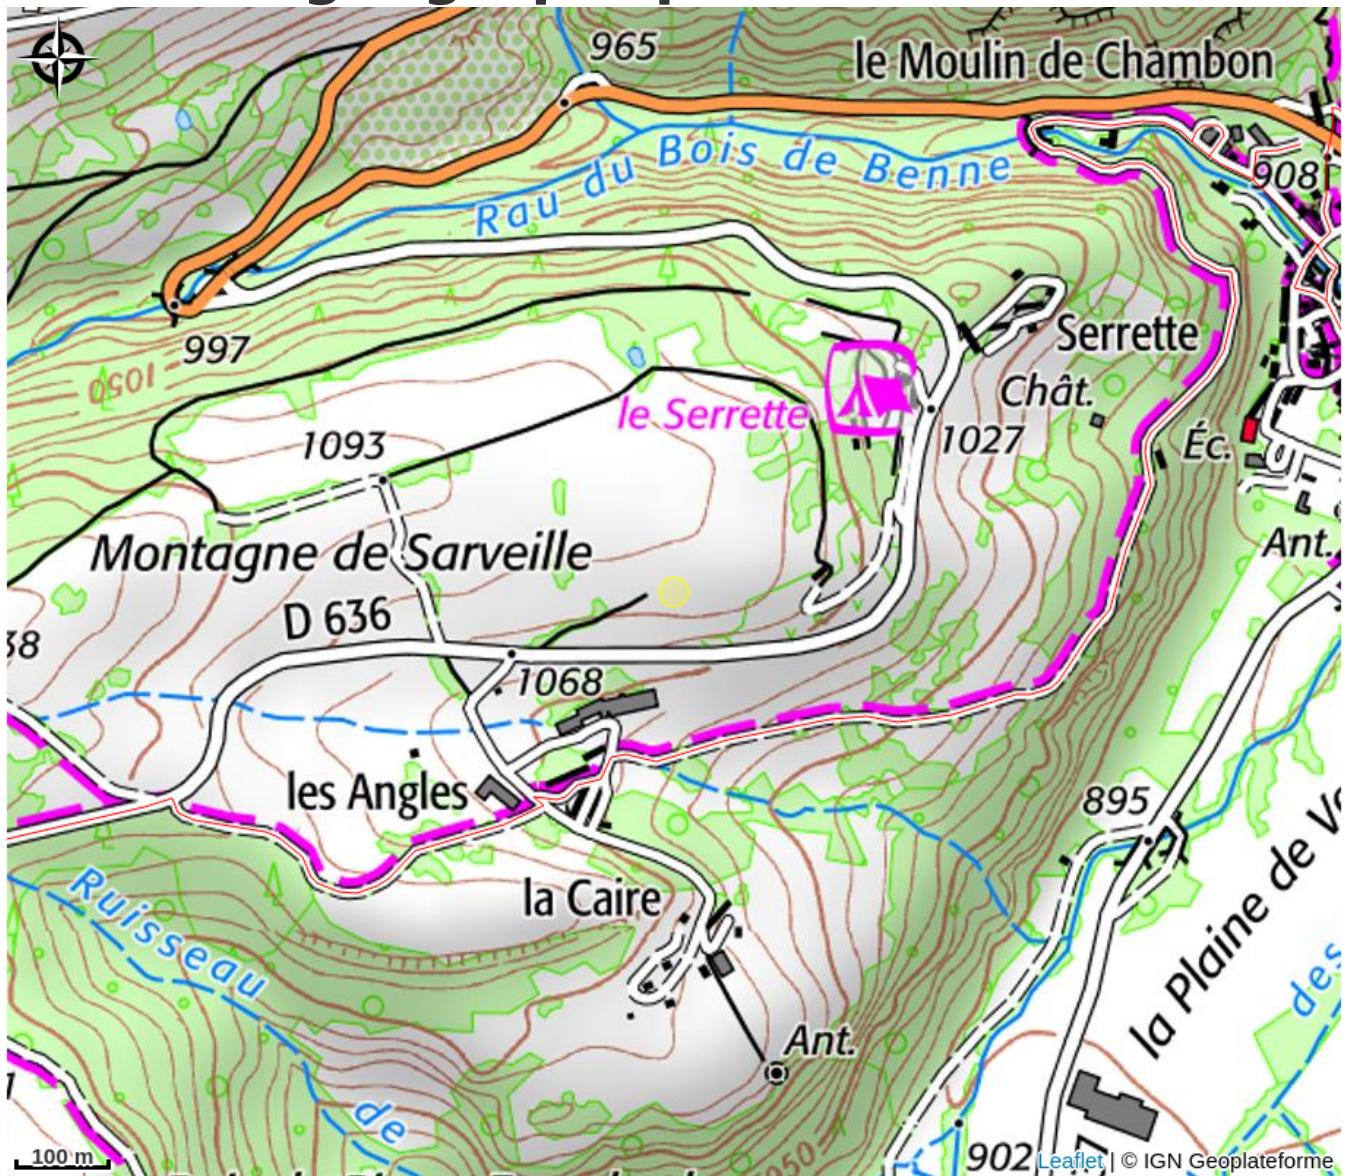 965
le Moulin de Chambon
Rau du Bois de Benne
908
997
1050
Serrette
Chât.
le Serrette
1093
1027
Éc.
Montagne de Sarveille
Ant.
D 636
38
1068
les Angles
895
la Caire
Ruisseau
de
la Plaine de
des
Ant.
1050
902
100 m
Leaflet | © IGN Geoplateforme